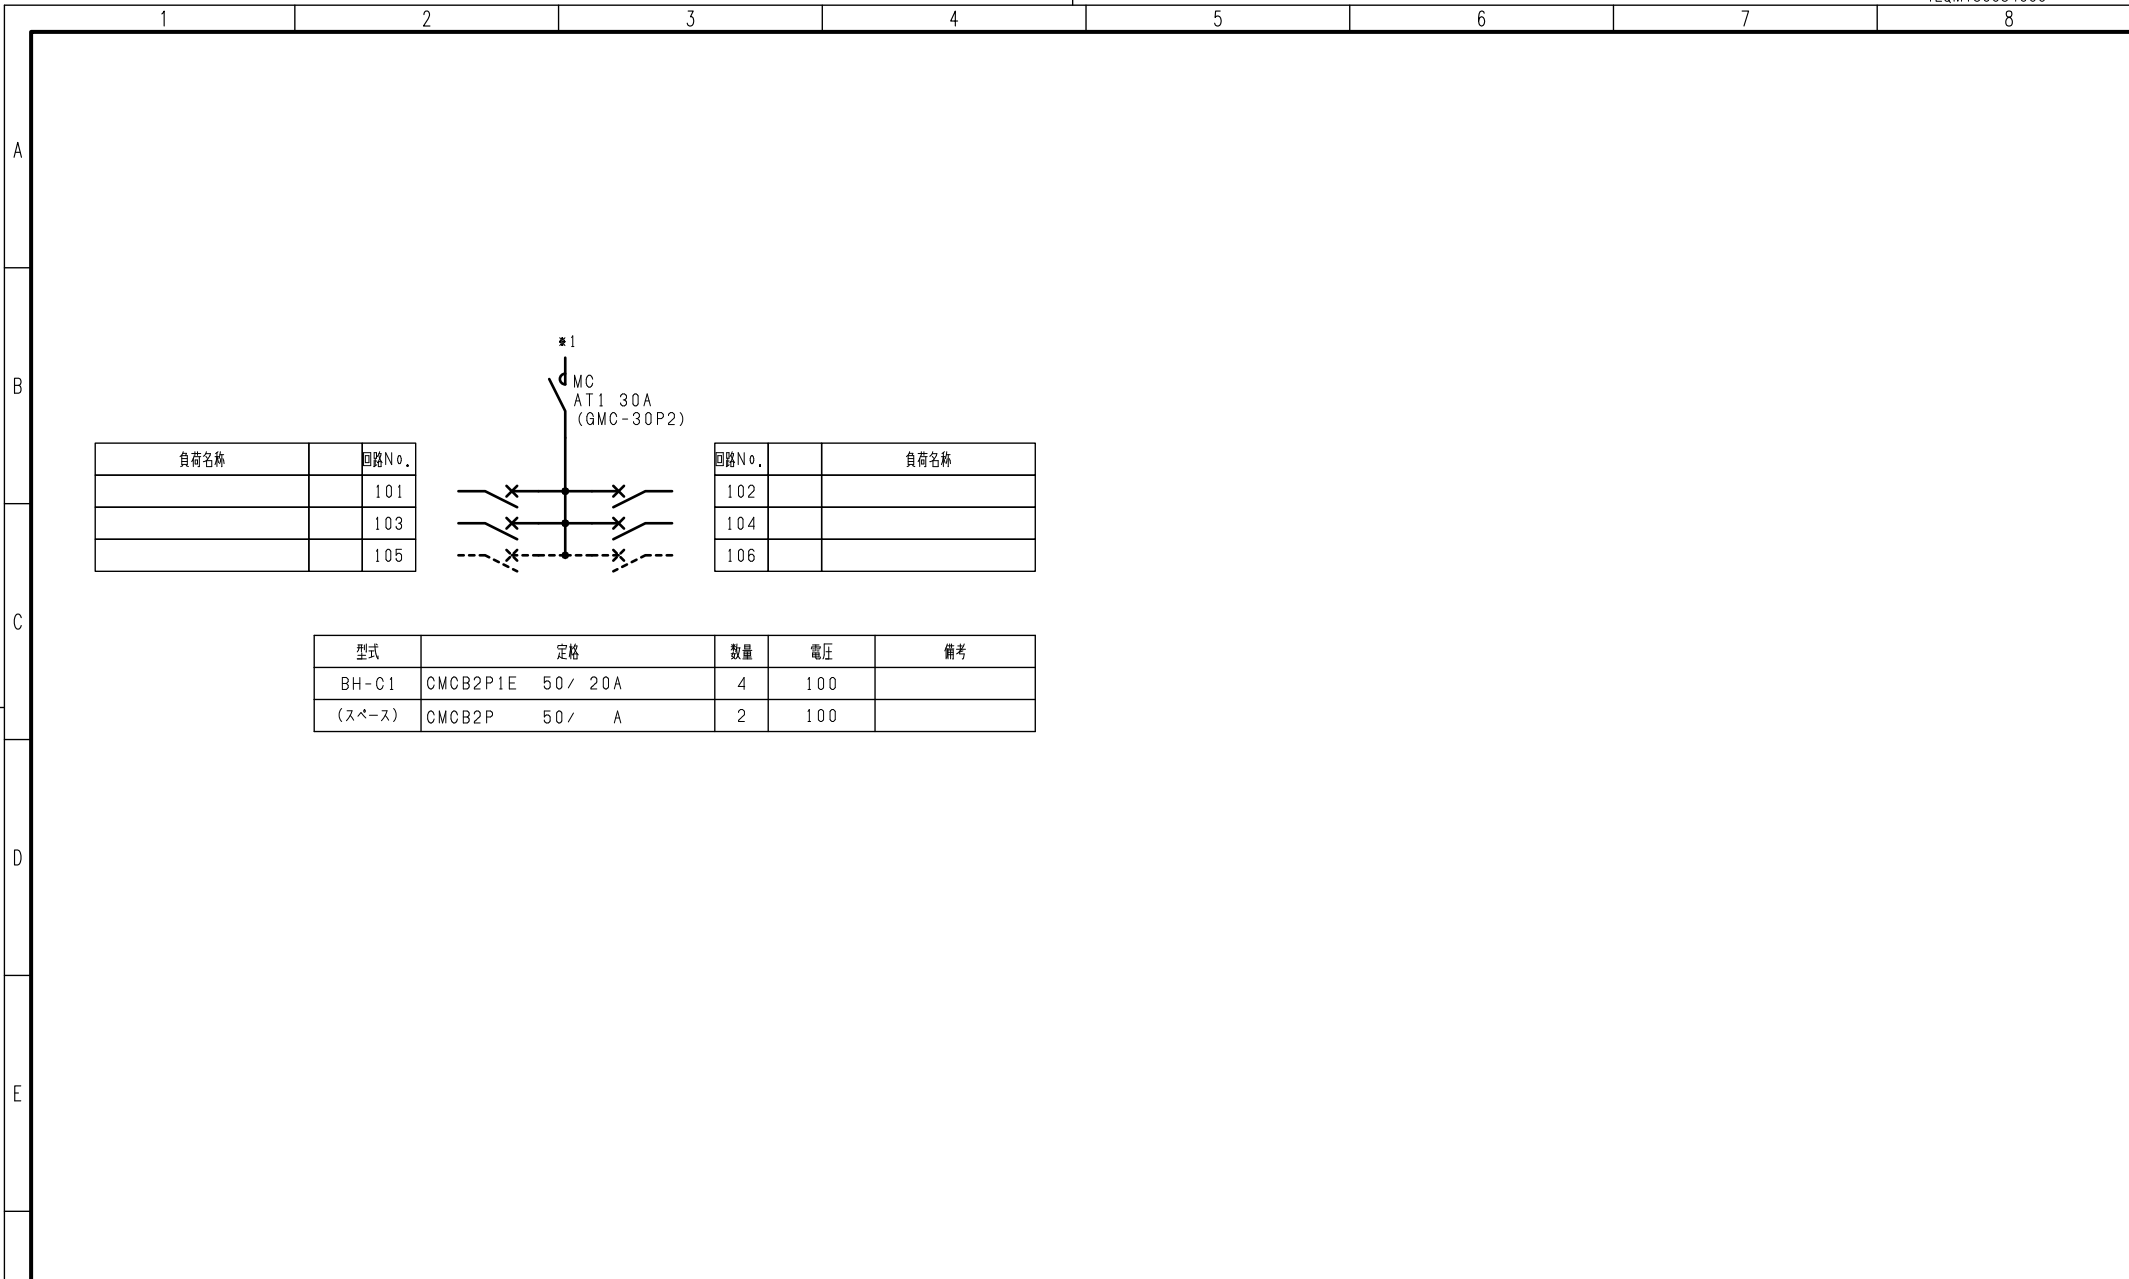 1 2 3 4 5 6 7 8
A
B
C
D
E
*1
MC
AT1 30A
(GMC-30P2)
負荷名称 回路No.
101
103
105
回路No. 負荷名称
102
104
106
型式 定格 数量 電圧 備考
BH-C1 CMCB2P1E 50/ 20A 4 100
(スペース) CMCB2P 50/ A 2 100